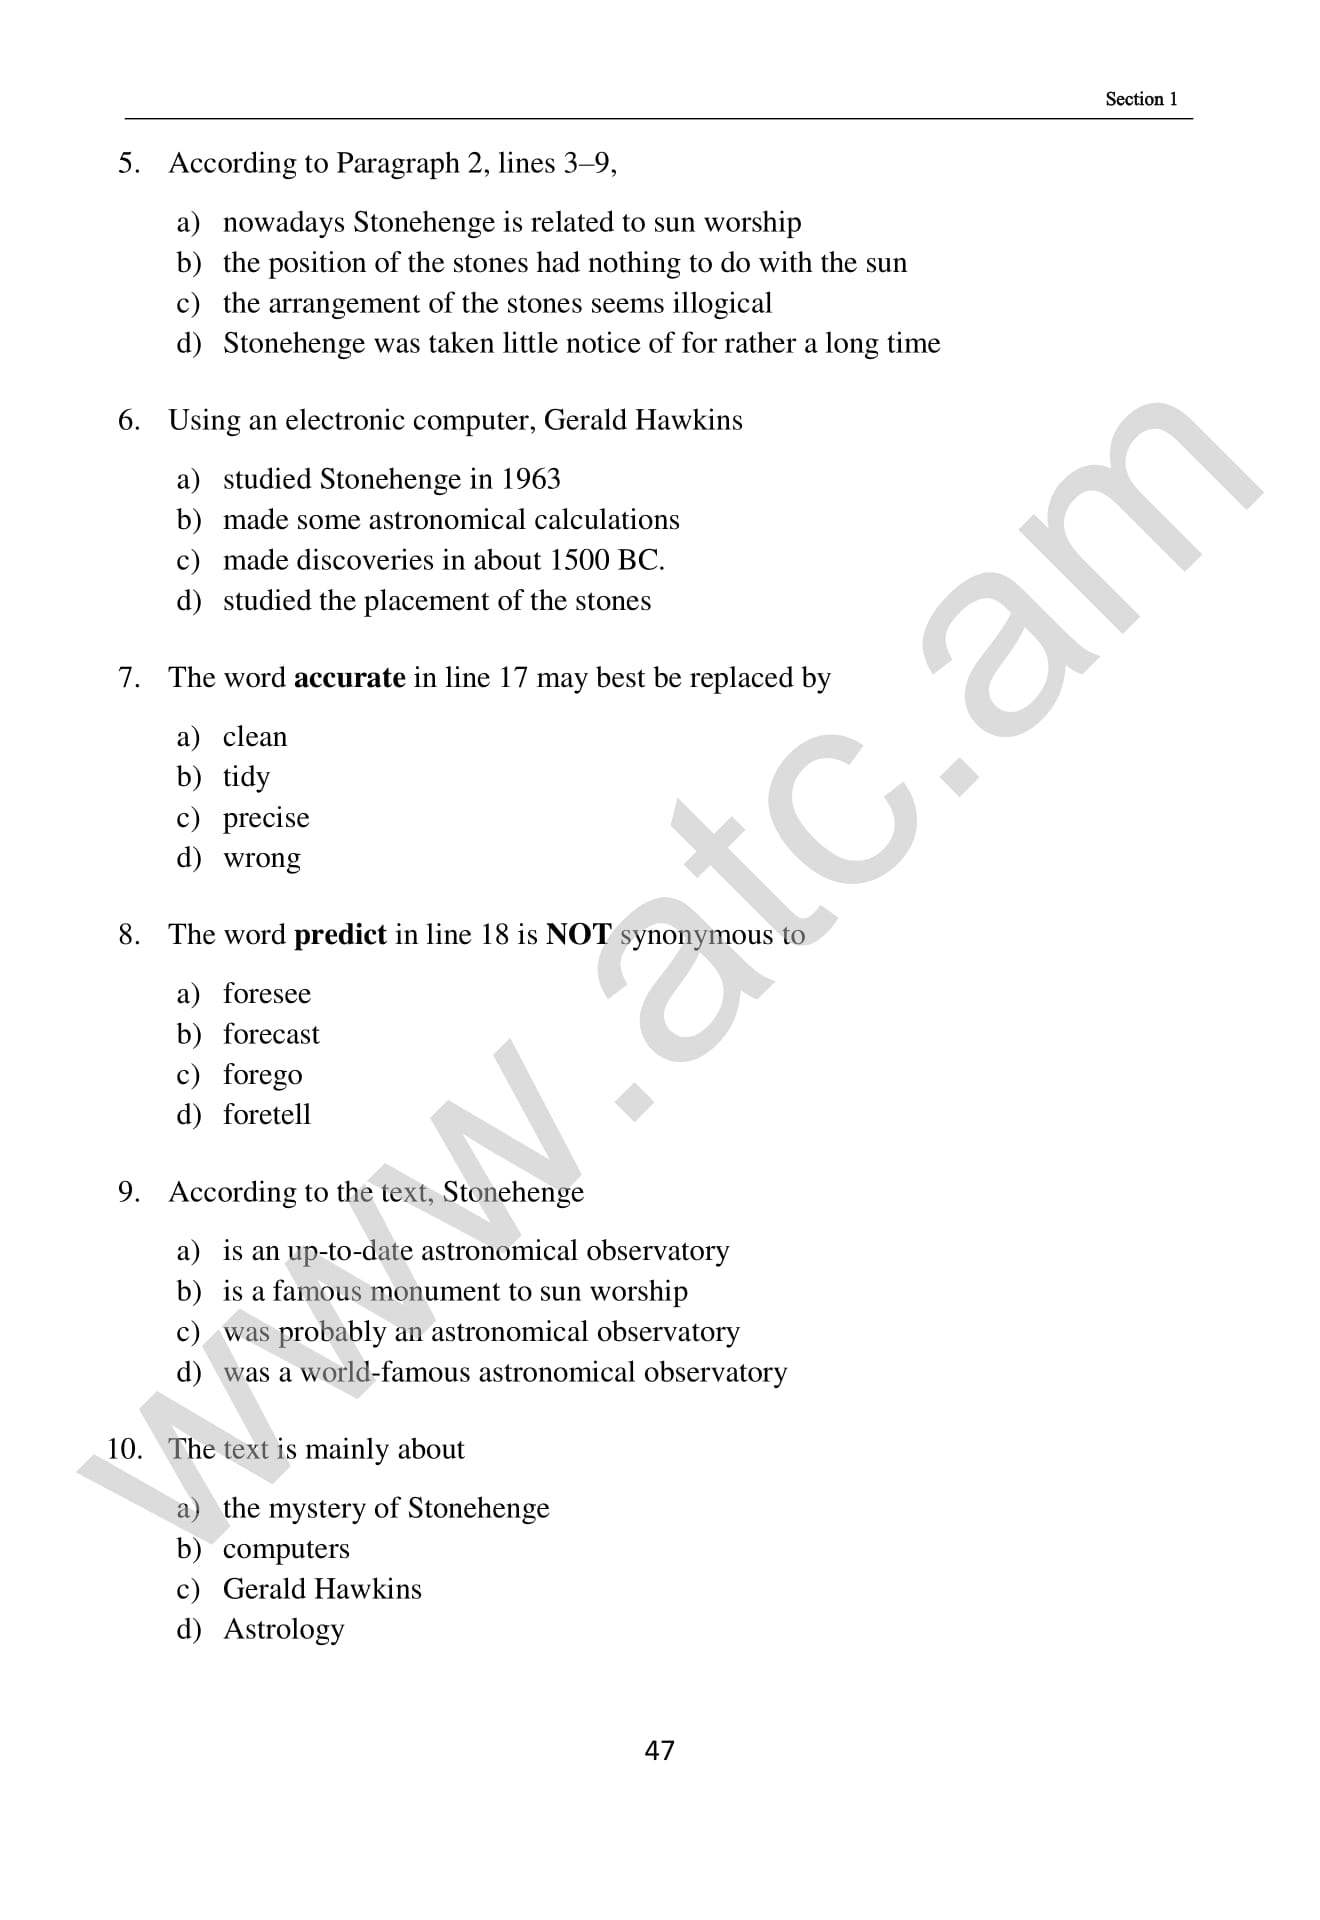 Section 1
5. According to Paragraph 2, lines 3–9,
a) nowadays Stonehenge is related to sun worship
b) the position of the stones had nothing to do with the sun
c) the arrangement of the stones seems illogical
d) Stonehenge was taken little notice of for rather a long time
6. Using an electronic computer, Gerald Hawkins
a) studied Stonehenge in 1963
b) made some astronomical calculations
c) made discoveries in about 1500 BC.
d) studied the placement of the stones
7. The word accurate in line 17 may best be replaced by
a) clean
b) tidy
c) precise
d) wrong
8. The word predict in line 18 is NOT synonymous to
a) foresee
b) forecast
c) forego
d) foretell
9. According to the text, Stonehenge
a) is an up-to-date astronomical observatory
b) is a famous monument to sun worship
c) was probably an astronomical observatory
d) was a world-famous astronomical observatory
10. The text is mainly about
a) the mystery of Stonehenge
b) computers
c) Gerald Hawkins
d) Astrology
47
www.atc.am